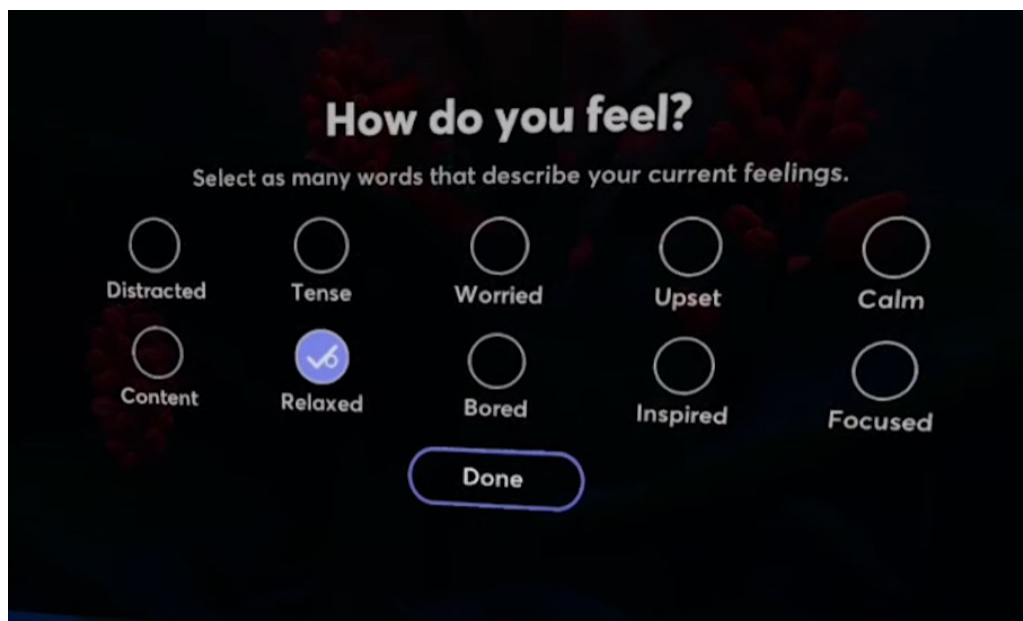 How do you feel?
Select as many words that describe your current feelings.
Distracted Tense Worried Upset Calm
Content Relaxed Bored Inspired Focused
Done